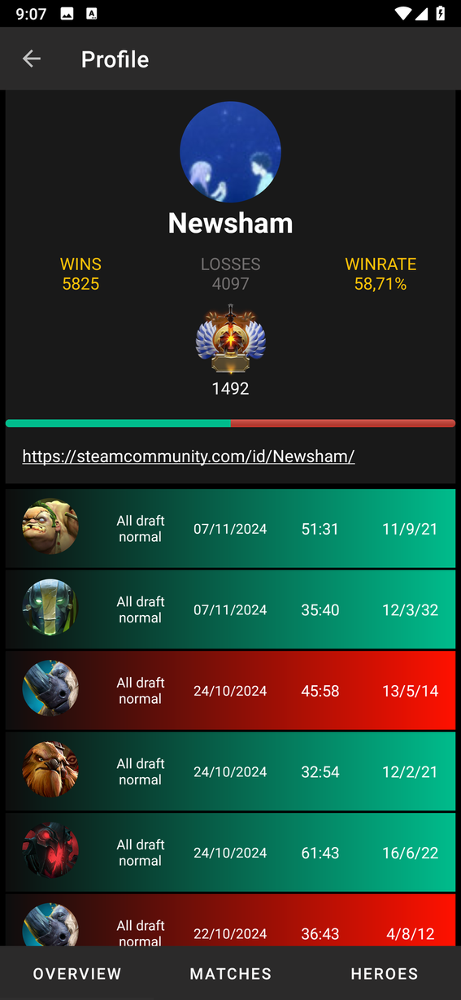 9:07
Profile
Newsham
WINS LOSSES WINRATE
5825 4097 58,71%
1492
https://steamcommunity.com/id/Newsham/
All draft
normal 07/11/2024 51:31 11/9/21
All draft
normal 07/11/2024 35:40 12/3/32
All draft
normal 24/10/2024 45:58 13/5/14
All draft
normal 24/10/2024 32:54 12/2/21
All draft
normal 24/10/2024 61:43 16/6/22
All draft
normal 22/10/2024 36:43 4/8/12
OVERVIEW MATCHES HEROES